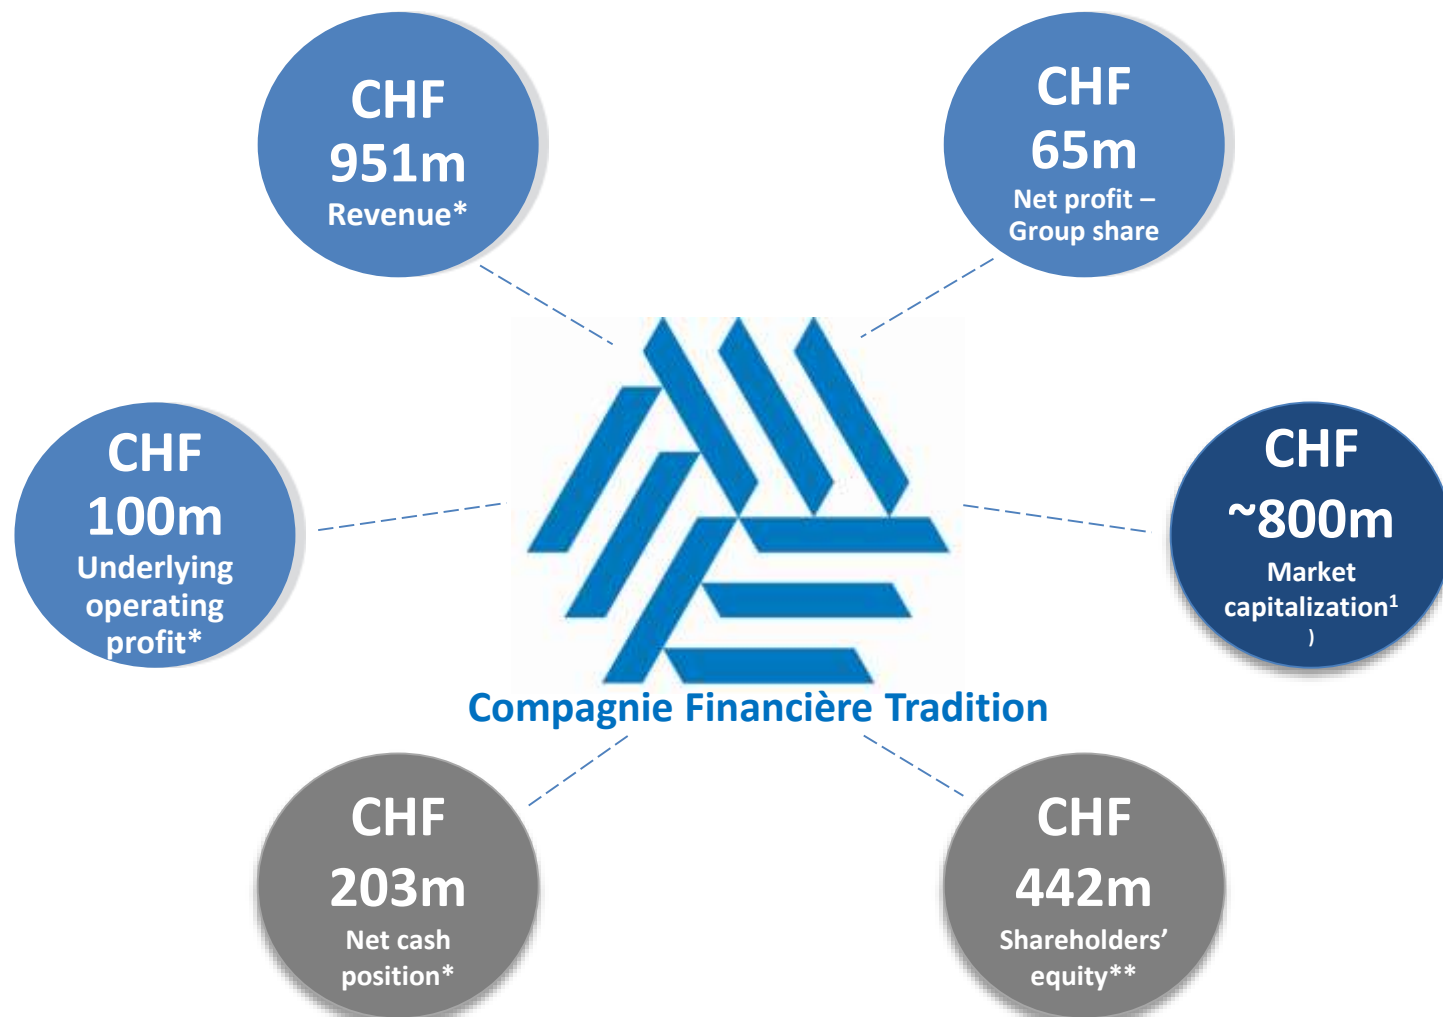 CHF
951m
Revenue*
CHF
65m
Net profit –
Group share
CHF
100m
Underlying
operating
profit*
CHF
~800m
Market
capitalization1
)
Compagnie Financière Tradition
CHF
203m
Net cash
position*
CHF
442m
Shareholders’
equity**